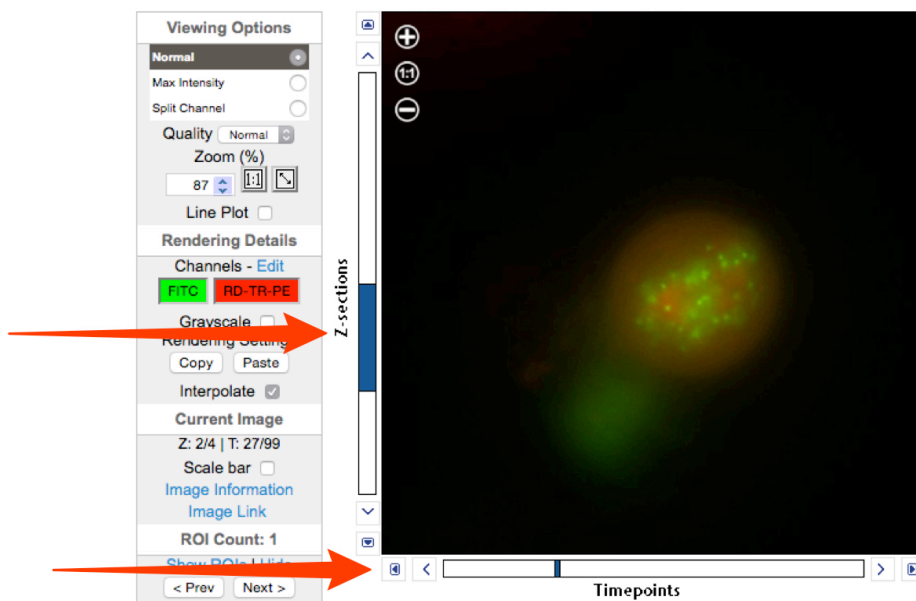 Viewing Options
Normal
Max Intensity
Split Channel
Quality Normal
Zoom (%)
87 1:1
Line Plot
Rendering Details
Channels - Edit
FITC RD-TR-PE
Grayscale
Rendering Setting
Copy Paste
Interpolate
Current Image
Z: 2/4 | T: 27/99
Scale bar
Image Information
Image Link
ROI Count: 1
Show ROIs | Hide
< Prev Next >
Z-sections
1:1
Timepoints